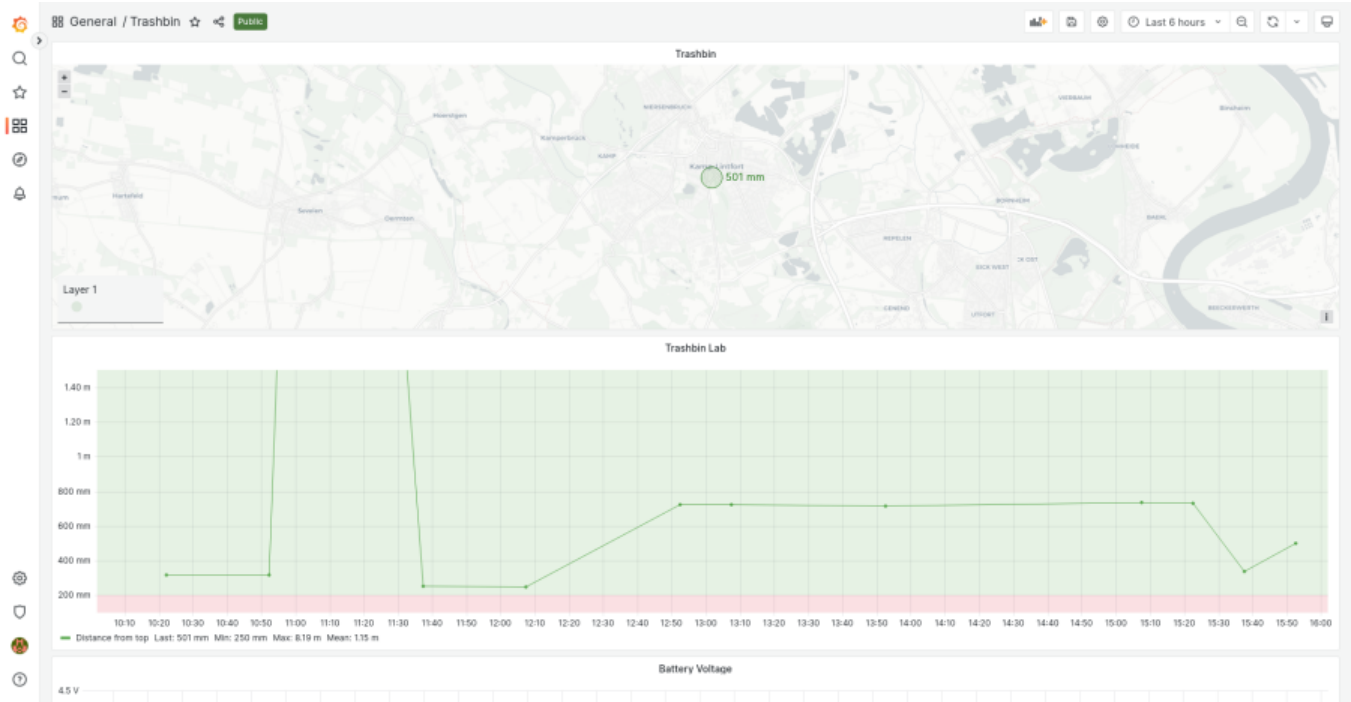 General / Trashbin Public
Last 6 hours
Trashbin
+
−
NIERSENBRUCH
Hoerstgen
Kamperbrück
KAMP
Kamp-Lintfort
501 mm
Binsheim
Hartefeld
Sevelen
Oermten
BORNHEIM
BAERL
REPELEN
EICK WEST
GENEND
UTFORT
BEECKERWERTH
Layer 1
i
Trashbin Lab
1.40 m
1.20 m
1 m
800 mm
600 mm
400 mm
200 mm
10:10 10:20 10:30 10:40 10:50 11:00 11:10 11:20 11:30 11:40 11:50 12:00 12:10 12:20 12:30 12:40 12:50 13:00 13:10 13:20 13:30 13:40 13:50 14:00 14:10 14:20 14:30 14:40 14:50 15:00 15:10 15:20 15:30 15:40 15:50 16:00
Distance from top Last: 501 mm Min: 250 mm Max: 8.19 m Mean: 1.15 m
Battery Voltage
4.5 V